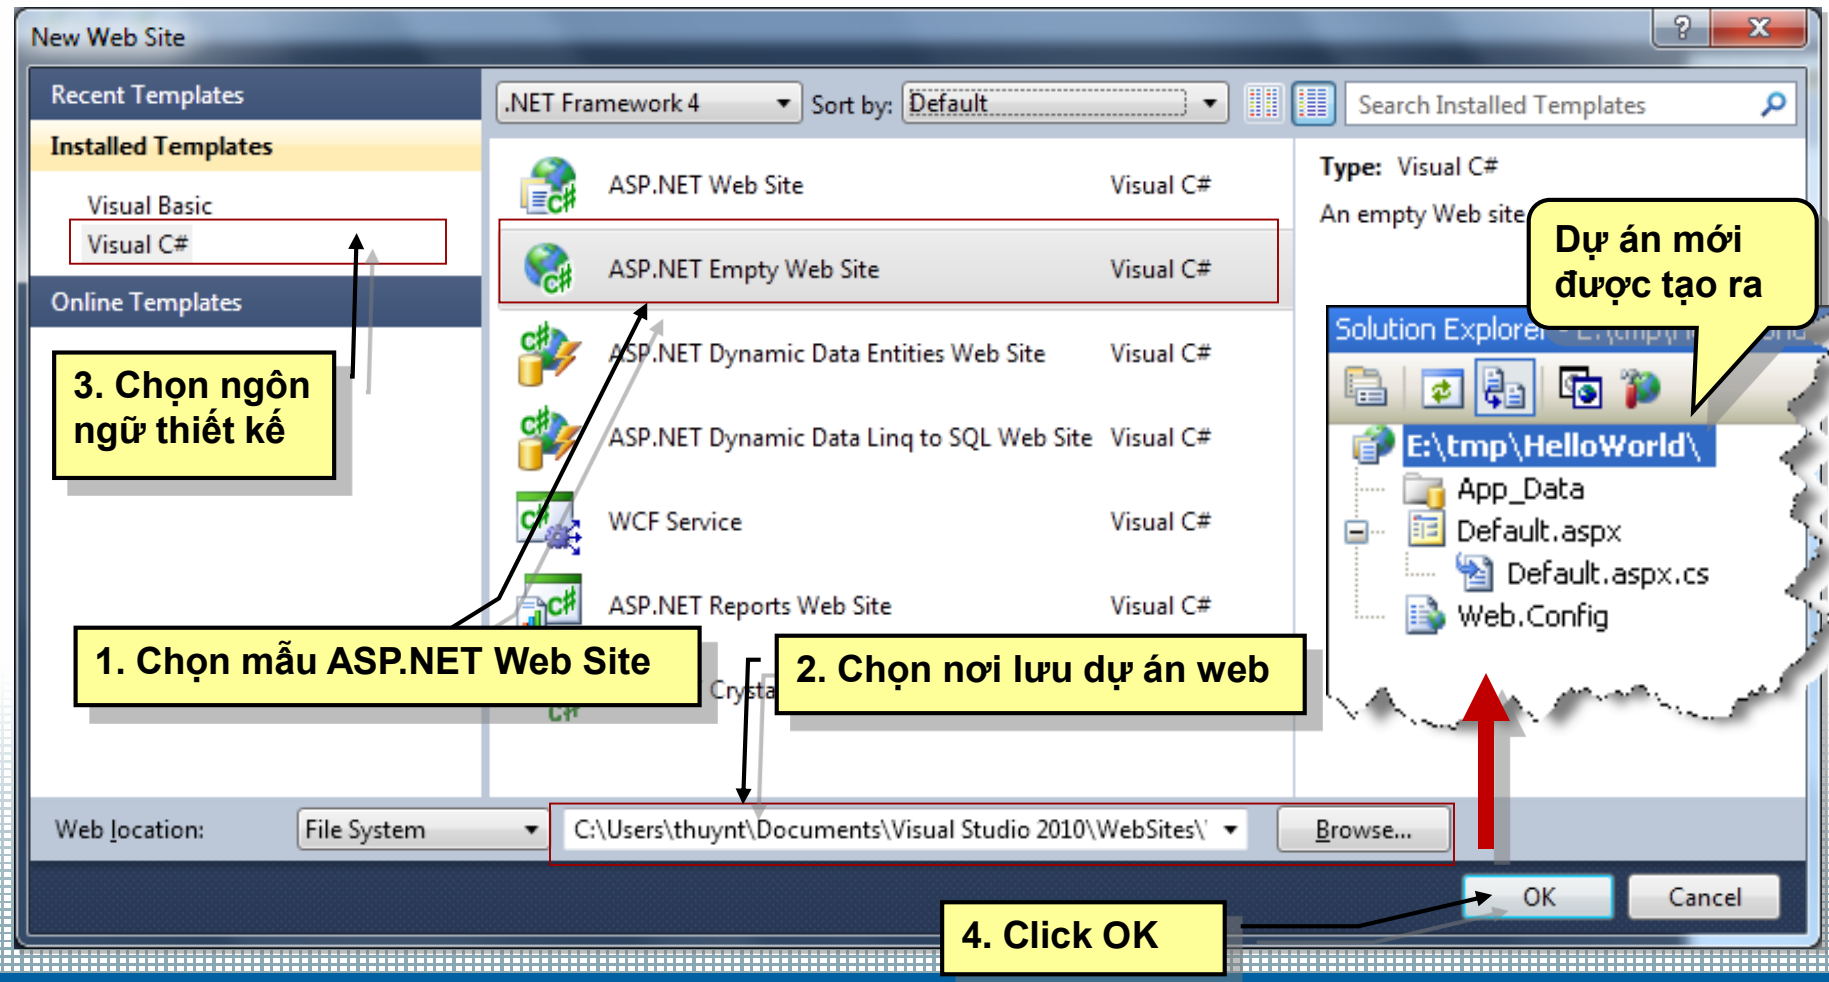 New Web Site
?
X
Recent Templates
Installed Templates
Visual Basic
Visual C#
Online Templates
.NET Framework 4
Sort by:
Default
Search Installed Templates
ASP.NET Web Site Visual C#
ASP.NET Empty Web Site Visual C#
ASP.NET Dynamic Data Entities Web Site Visual C#
ASP.NET Dynamic Data Linq to SQL Web Site Visual C#
WCF Service Visual C#
ASP.NET Reports Web Site Visual C#
Type: Visual C#
An empty Web site
Dự án mới
được tạo ra
Solution Explorer
E:\tmp\HelloWorld\
App_Data
Default.aspx
Default.aspx.cs
Web.Config
3. Chọn ngôn
ngữ thiết kế
1. Chọn mẫu ASP.NET Web Site
2. Chọn nơi lưu dự án web
Web location:
File System
C:\Users\thuynt\Documents\Visual Studio 2010\WebSites\
Browse...
4. Click OK
OK
Cancel